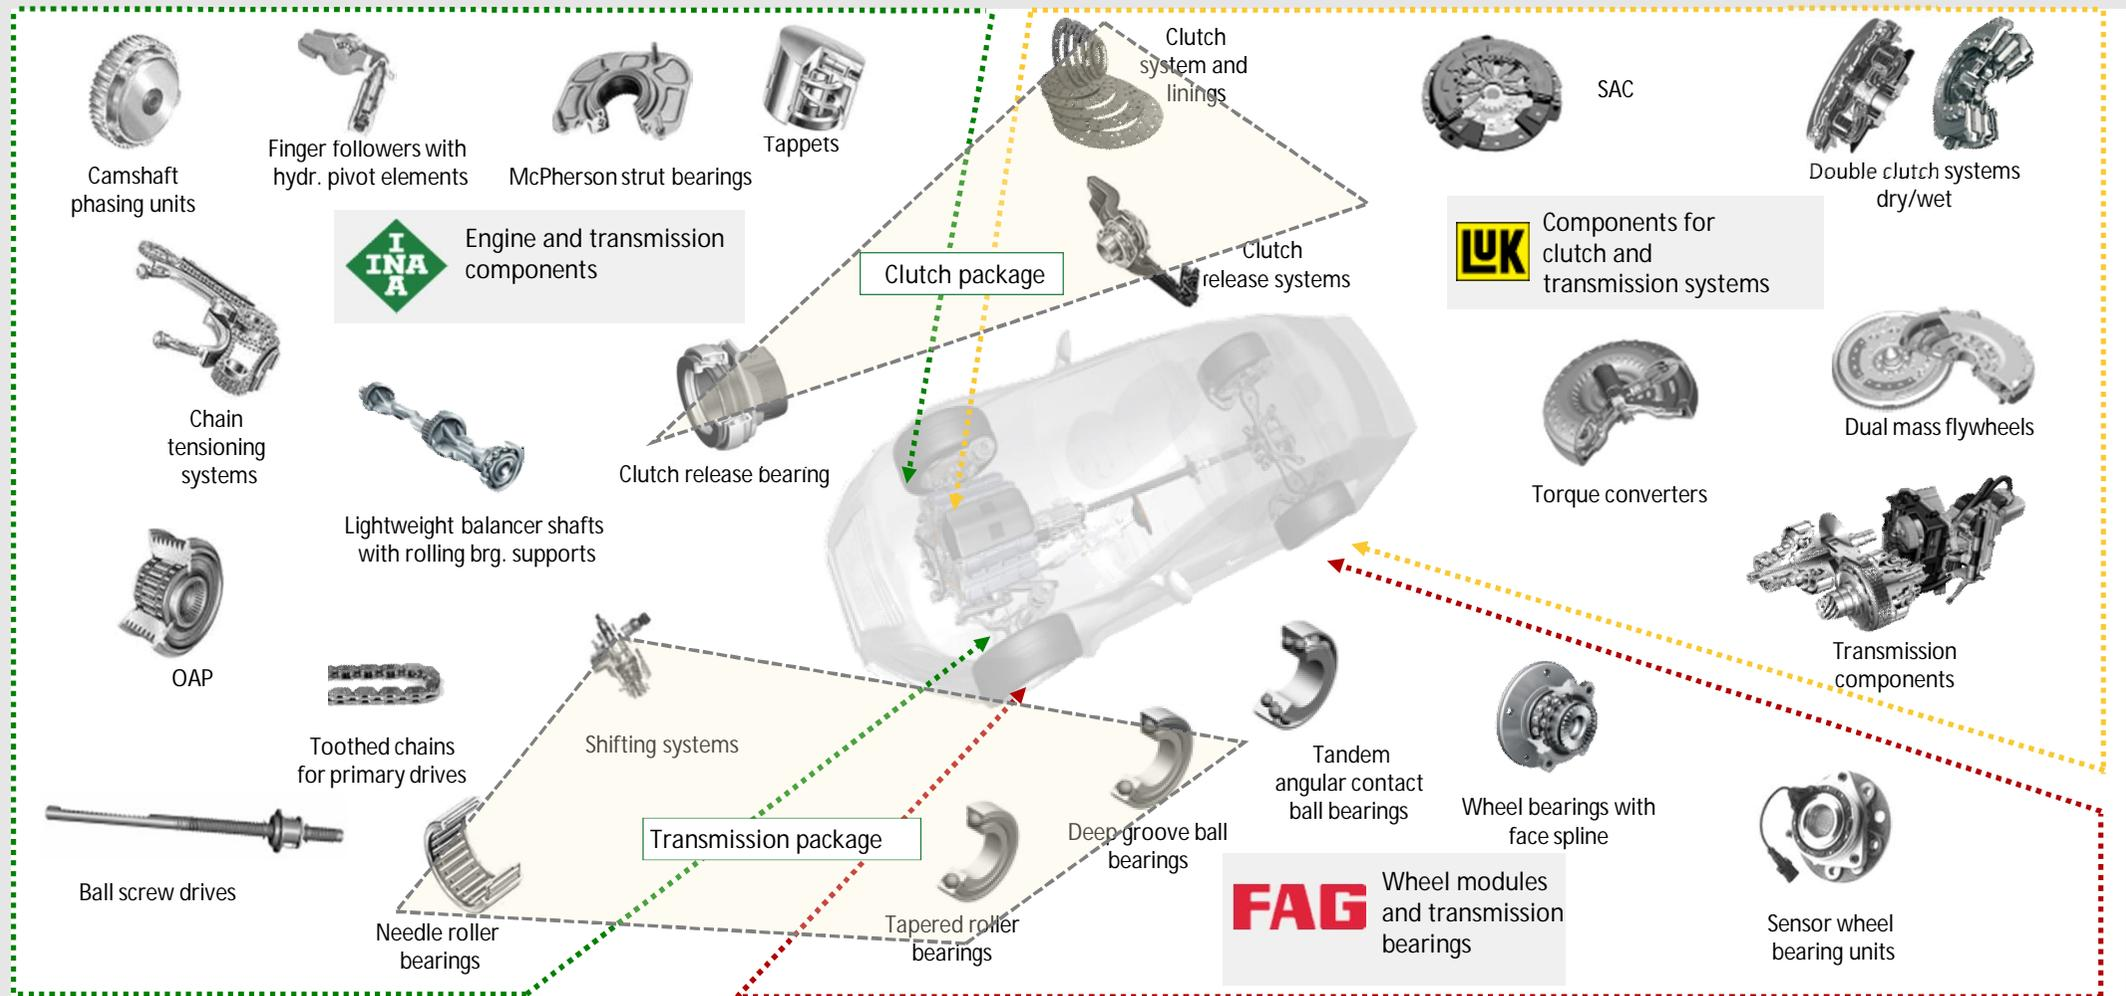 Camshaft
phasing units
Finger followers with
hydr. pivot elements
McPherson strut bearings
Tappets
Clutch
system and
linings
SAC
Double clutch systems
dry/wet
INA
INA
Engine and transmission
components
Clutch package
Clutch
release systems
LUK
Components for
clutch and
transmission systems
Chain
tensioning
systems
Lightweight balancer shafts
with rolling brg. supports
Clutch release bearing
Torque converters
Dual mass flywheels
OAP
Toothed chains
for primary drives
Shifting systems
Transmission
components
Ball screw drives
Needle roller
bearings
Transmission package
Tapered roller
bearings
Deep groove ball
bearings
Tandem
angular contact
ball bearings
Wheel bearings with
face spline
FAG
Wheel modules
and transmission
bearings
Sensor wheel
bearing units